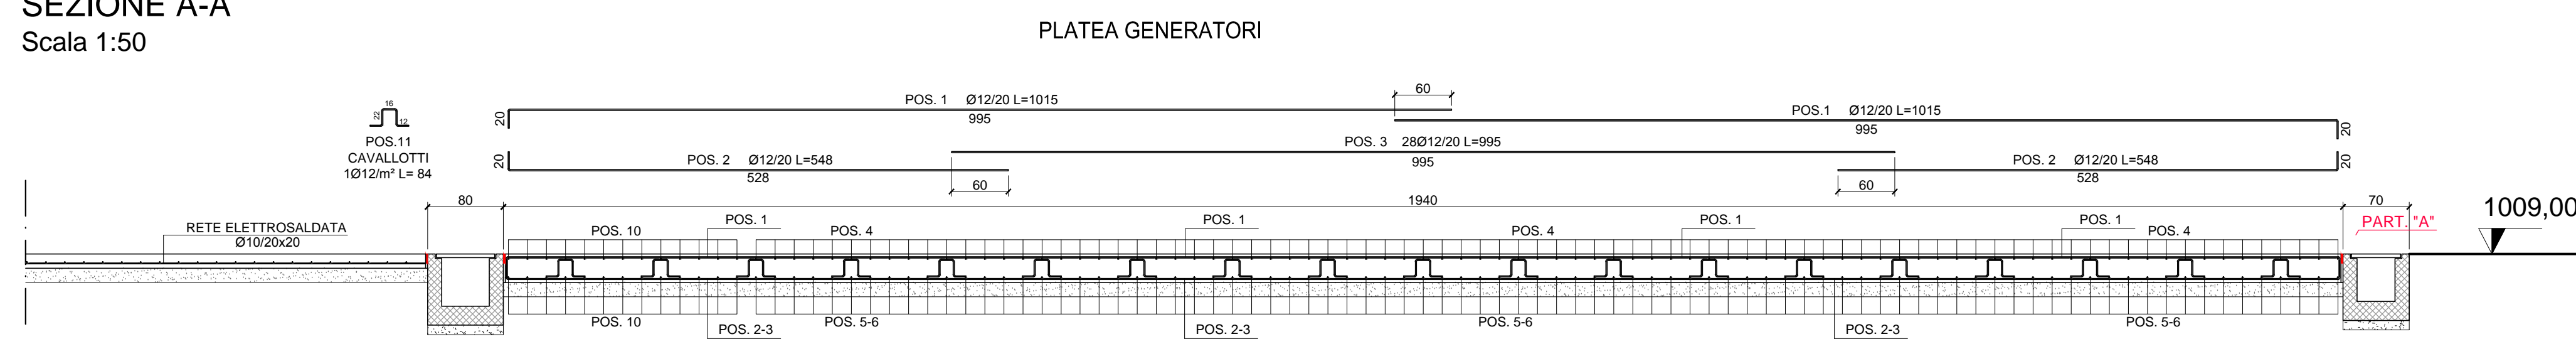 SEZIONE A-A
Scala 1:50
PLATEA GENERATORI
16
22
12
POS.11
CAVALLOTTI
1Ø12/m² L= 84
20
POS. 1 Ø12/20 L=1015
995
60
POS.1 Ø12/20 L=1015
995
20
POS. 3 28Ø12/20 L=995
995
20
POS. 2 Ø12/20 L=548
528
60
60
POS. 2 Ø12/20 L=548
528
20
80
1940
70
1009,00
PART. "A"
RETE ELETTROSALDATA
Ø10/20x20
POS. 10
POS. 1
POS. 4
POS. 1
POS. 4
POS. 1
POS. 1
POS. 4
POS. 10
POS. 2-3
POS. 5-6
POS. 2-3
POS. 5-6
POS. 2-3
POS. 5-6